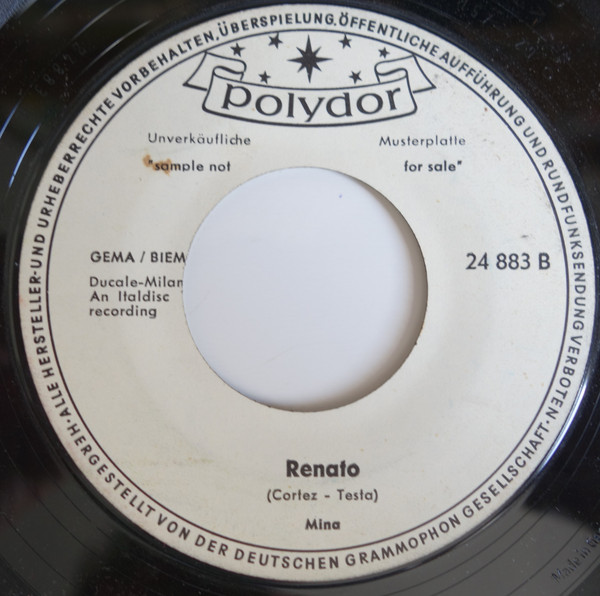 ·ALLE HERSTELLER-UND URHEBERRECHTE VORBEHALTEN,ÜBERSPIELUNG,ÖFFENTLICHE AUFFÜHRUNG UND RUNDFUNKSENDUNG VERBOTEN·
polydor
Unverkäufliche Musterplatte
"sample not for sale"
GEMA / BIEM 24 883 B
Ducale-Milan
An Italdisc
recording
Renato
(Cortez - Testa)
Mina
HERGESTELLT VON DER DEUTSCHEN GRAMMOPHON GESELLSCHAFT·